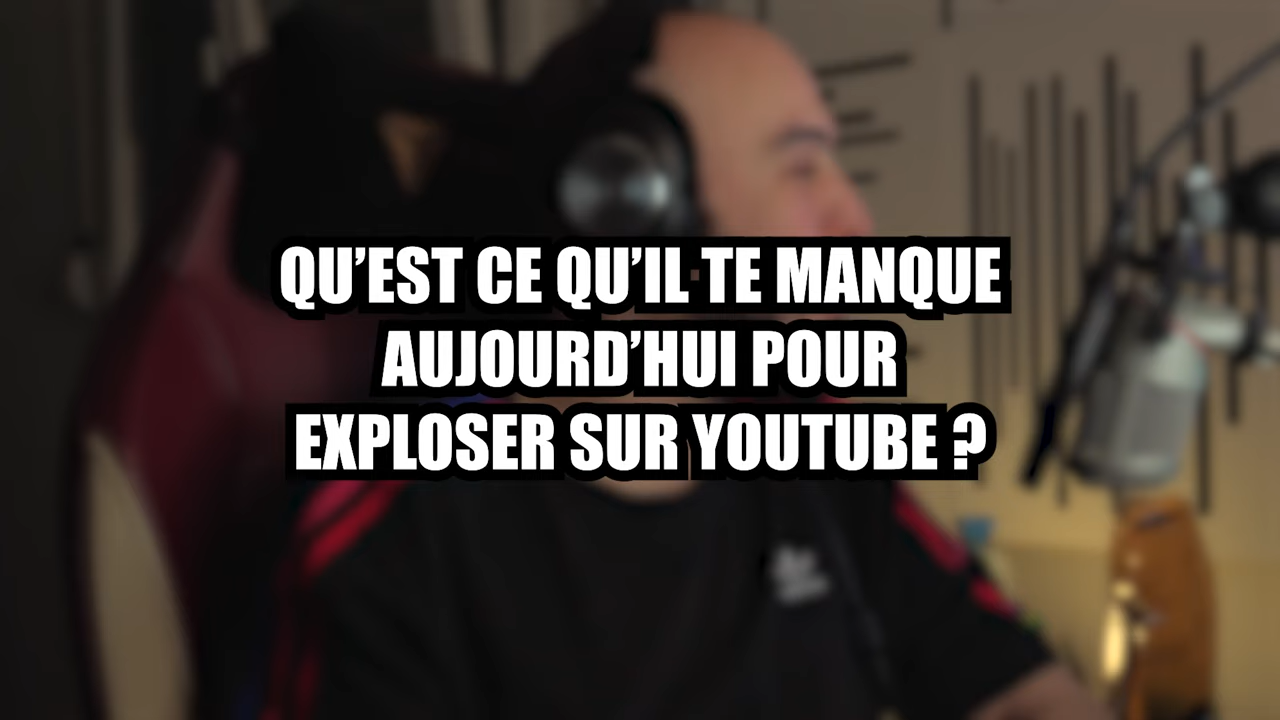 QU’EST CE QU’IL TE MANQUE
AUJOURD’HUI POUR
EXPLOSER SUR YOUTUBE ?